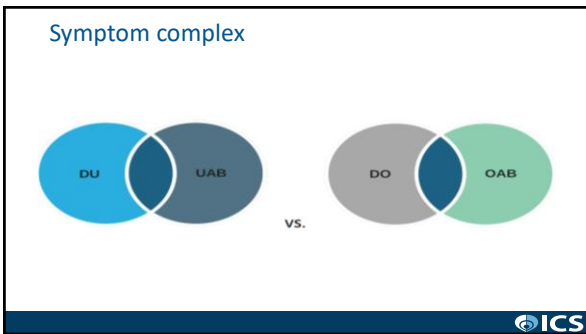 Symptom complex
DU
UAB
vs.
DO
OAB
ICS